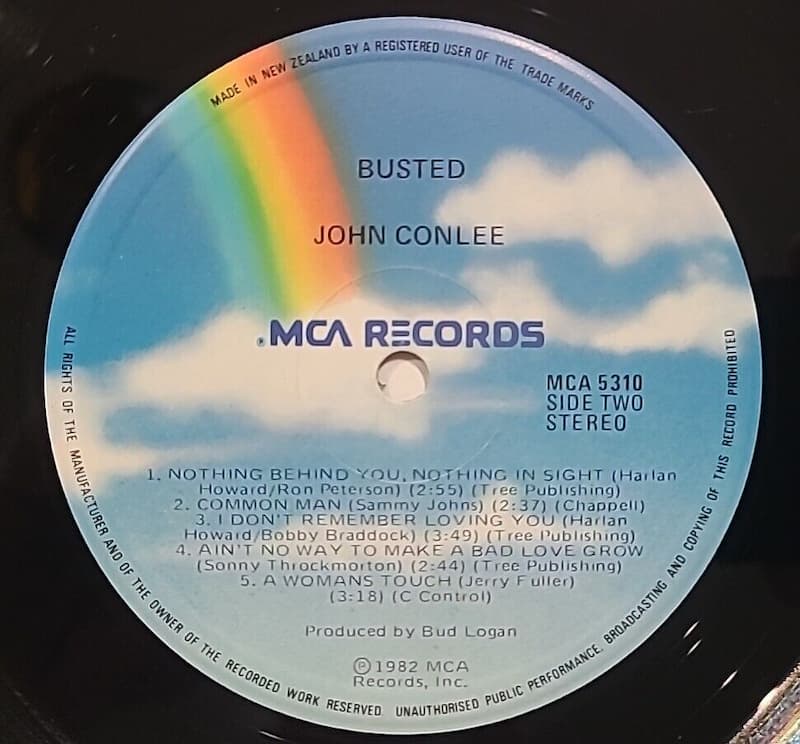 MADE IN NEW ZEALAND BY A REGISTERED USER OF THE TRADE MARKS
BUSTED
JOHN CONLEE
®MCA RECORDS
MCA 5310
SIDE TWO
STEREO
1. NOTHING BEHIND YOU, NOTHING IN SIGHT (Harlan
Howard/Ron Peterson) (2:55) (Tree Publishing)
2. COMMON MAN (Sammy Johns) (2:37) (Chappell)
3. I DON'T REMEMBER LOVING YOU (Harlan
Howard/Bobby Braddock) (3:49) (Tree Publishing)
4. AIN'T NO WAY TO MAKE A BAD LOVE GROW
(Sonny Throckmorton) (2:44) (Tree Publishing)
5. A WOMANS TOUCH (Jerry Fuller)
(3:18) (C Control)
Produced by Bud Logan
℗1982 MCA
Records, Inc.
ALL RIGHTS OF THE MANUFACTURER AND OF THE OWNER OF THE RECORDED WORK RESERVED. UNAUTHORISED PUBLIC PERFORMANCE. BROADCASTING AND COPYING OF THIS RECORD PROHIBITED